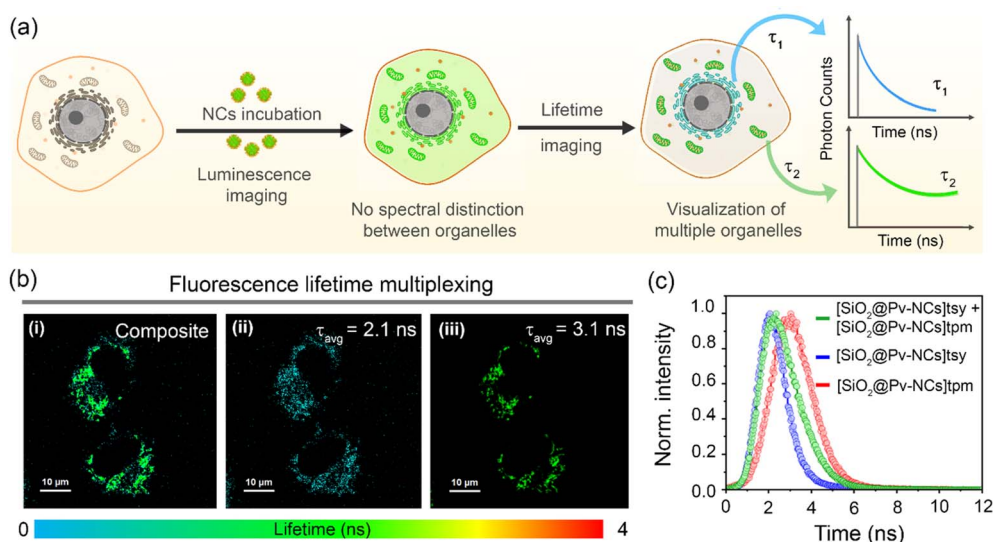 (a)
NCs incubation
Luminescence
imaging
No spectral distinction
between organelles
Lifetime
imaging
Visualization of
multiple organelles
τ1
τ2
Photon Counts
τ1
Time (ns)
τ2
Time (ns)
(b)
Fluorescence lifetime multiplexing
(i)
Composite
10 μm
(ii)
τavg = 2.1 ns
10 μm
(iii)
τavg = 3.1 ns
10 μm
0
Lifetime (ns)
4
(c)
Norm. intensity
1.0
0.8
0.6
0.4
0.2
0.0
[SiO2@Pv-NCs]tsy +
[SiO2@Pv-NCs]tpm
[SiO2@Pv-NCs]tsy
[SiO2@Pv-NCs]tpm
0 2 4 6 8 10 12
Time (ns)